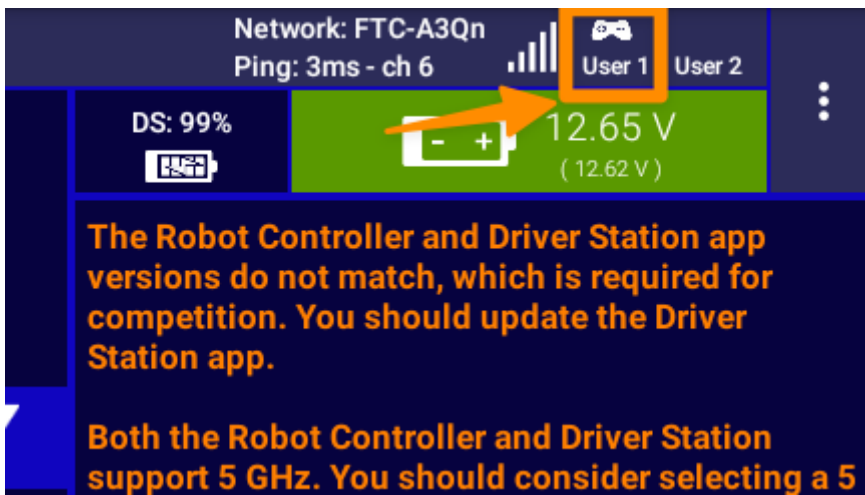 Network: FTC-A3Qn
Ping: 3ms - ch 6
User 1
User 2
DS: 99%
12.65 V
( 12.62 V )
The Robot Controller and Driver Station app
versions do not match, which is required for
competition. You should update the Driver
Station app.
Both the Robot Controller and Driver Station
support 5 GHz. You should consider selecting a 5